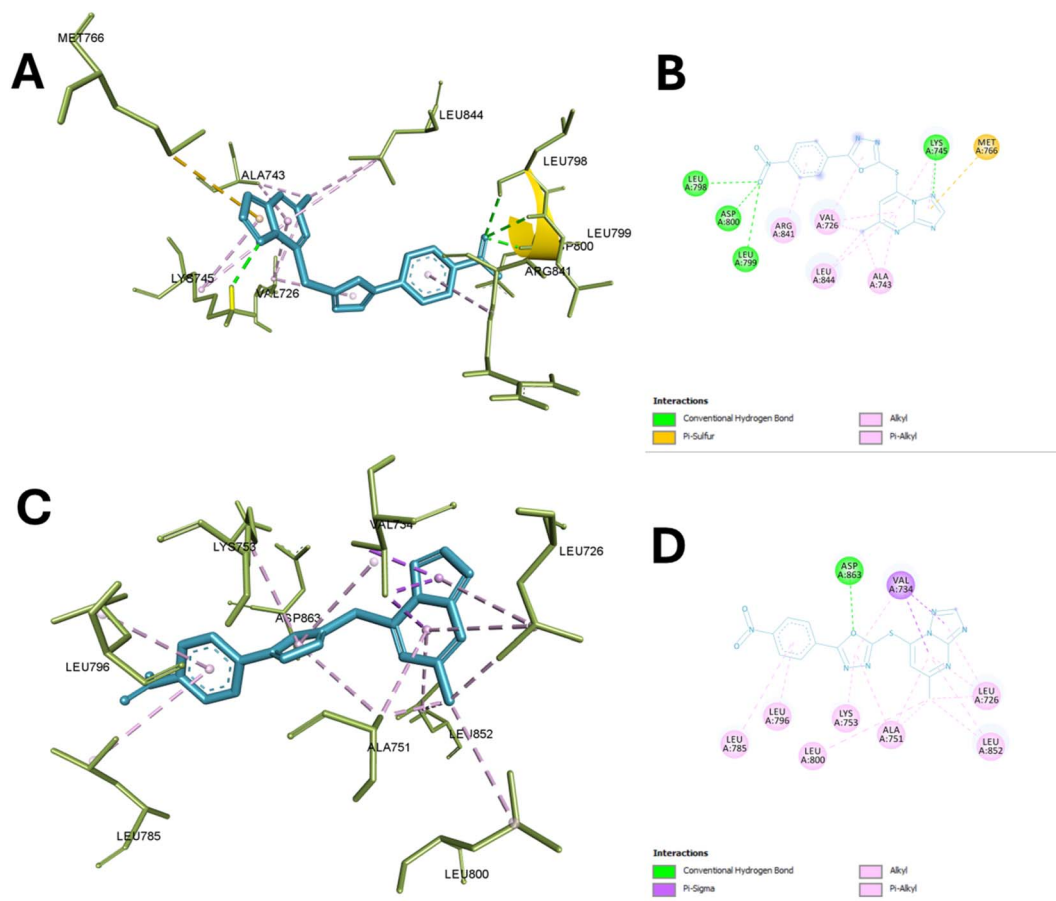 A
MET766
LEU844
ALA743
LEU798
LEU799
P800
ARG841
LYS745
VAL726
B
LYS
A:745
MET
A:766
LEU
A:798
ASP
A:800
LEU
A:799
ARG
A:841
VAL
A:726
LEU
A:844
ALA
A:743
N
N
O
S
N
N
N
N
O
O
Interactions
Conventional Hydrogen Bond
Pi-Sulfur
Alkyl
Pi-Alkyl
C
VAL734
LYS753
LEU726
ASP863
LEU796
ALA751
LEU852
LEU785
LEU800
D
ASP
A:863
VAL
A:734
LEU
A:726
LEU
A:796
LYS
A:753
ALA
A:751
LEU
A:785
LEU
A:800
LEU
A:852
O
N
N
S
N
N
N
N
O
O
Interactions
Conventional Hydrogen Bond
Pi-Sigma
Alkyl
Pi-Alkyl